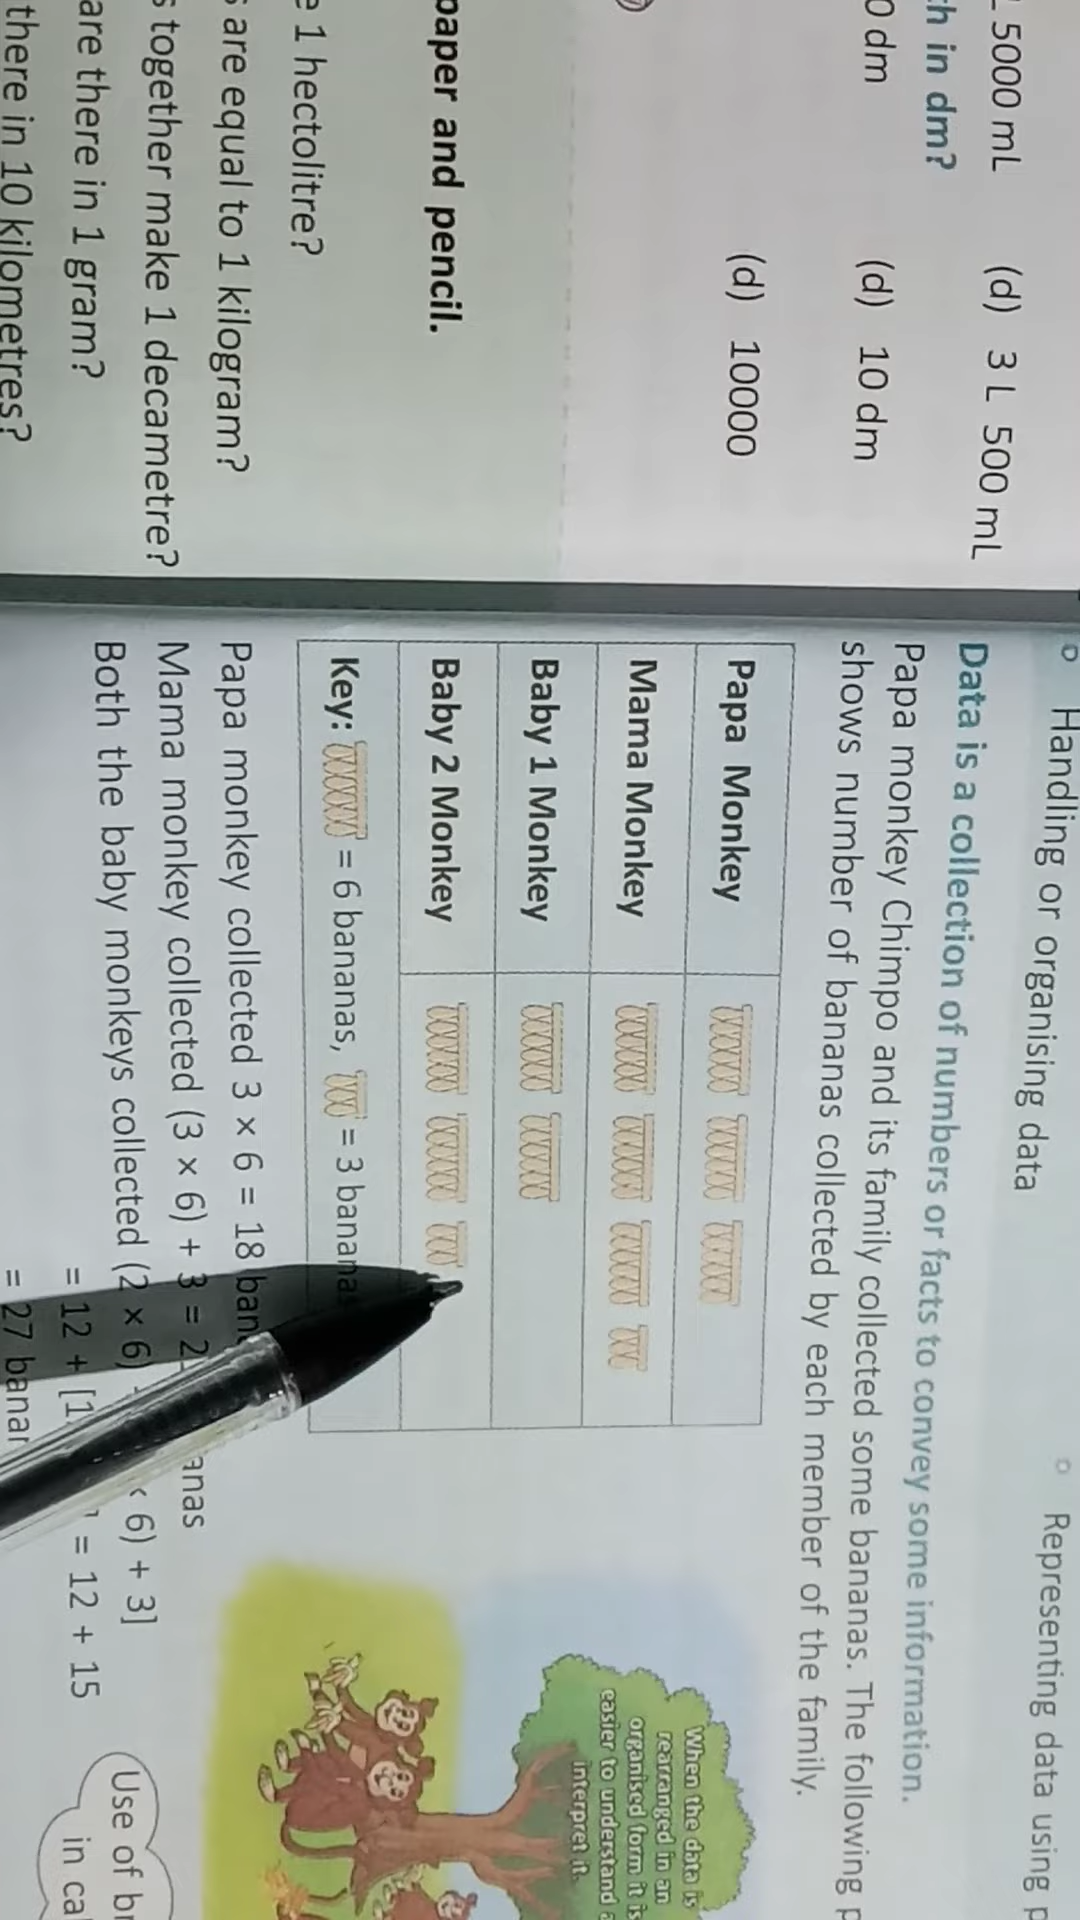 5000 mL (d) 3 L 500 mL
h in dm?
0 dm (d) 10 dm
(d) 10000
paper and pencil.
1 hectolitre?
are equal to 1 kilogram?
together make 1 decametre?
are there in 1 gram?
there in 10 kilometres?
Handling or organising data
Representing data using
Data is a collection of numbers or facts to convey some information.
Papa monkey Chimpo and its family collected some bananas. The following
shows number of bananas collected by each member of the family.
Papa Monkey
Mama Monkey
Baby 1 Monkey
Baby 2 Monkey
Key: = 6 bananas, = 3 banana
Papa monkey collected 3 × 6 = 18 ban
Mama monkey collected (3 × 6) + 3 = 2 anas
Both the baby monkeys collected (2 × 6) × 6) + 3]
= 12 + [1 = 12 + 15
= 27 banan
When the data is
rearranged in an
organised form it is
easier to understand &
interpret it.
Use of br
in ca